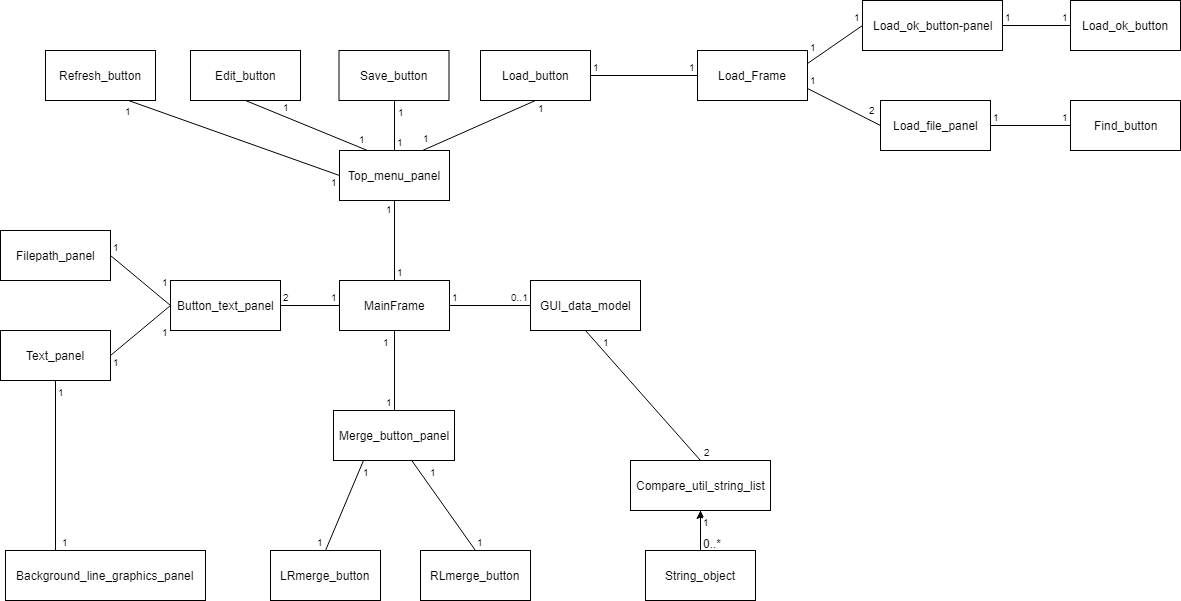 Load_ok_button-panel
1
1
Load_ok_button
1
1
Refresh_button
Edit_button
Save_button
Load_button
1
1
Load_Frame
1
2
Load_file_panel
1
1
Find_button
1
1
1
1
1
1
1
1
Top_menu_panel
1
Filepath_panel
1
1
1
Button_text_panel
2
1
MainFrame
1
0..1
GUI_data_model
1
Text_panel
1
1
1
1
1
Merge_button_panel
1
1
2
Compare_util_string_list
1
0..*
1
1
1
Background_line_graphics_panel
LRmerge_button
RLmerge_button
String_object